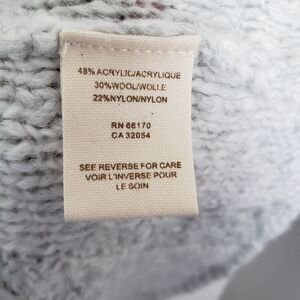 48% ACRYLIC/ACRYLIQUE
30%WOOL/WOLLE
22%NYLON/NYLON
RN 66170
CA 32054
SEE REVERSE FOR CARE
VOIR L'INVERSE POUR
LE SOIN